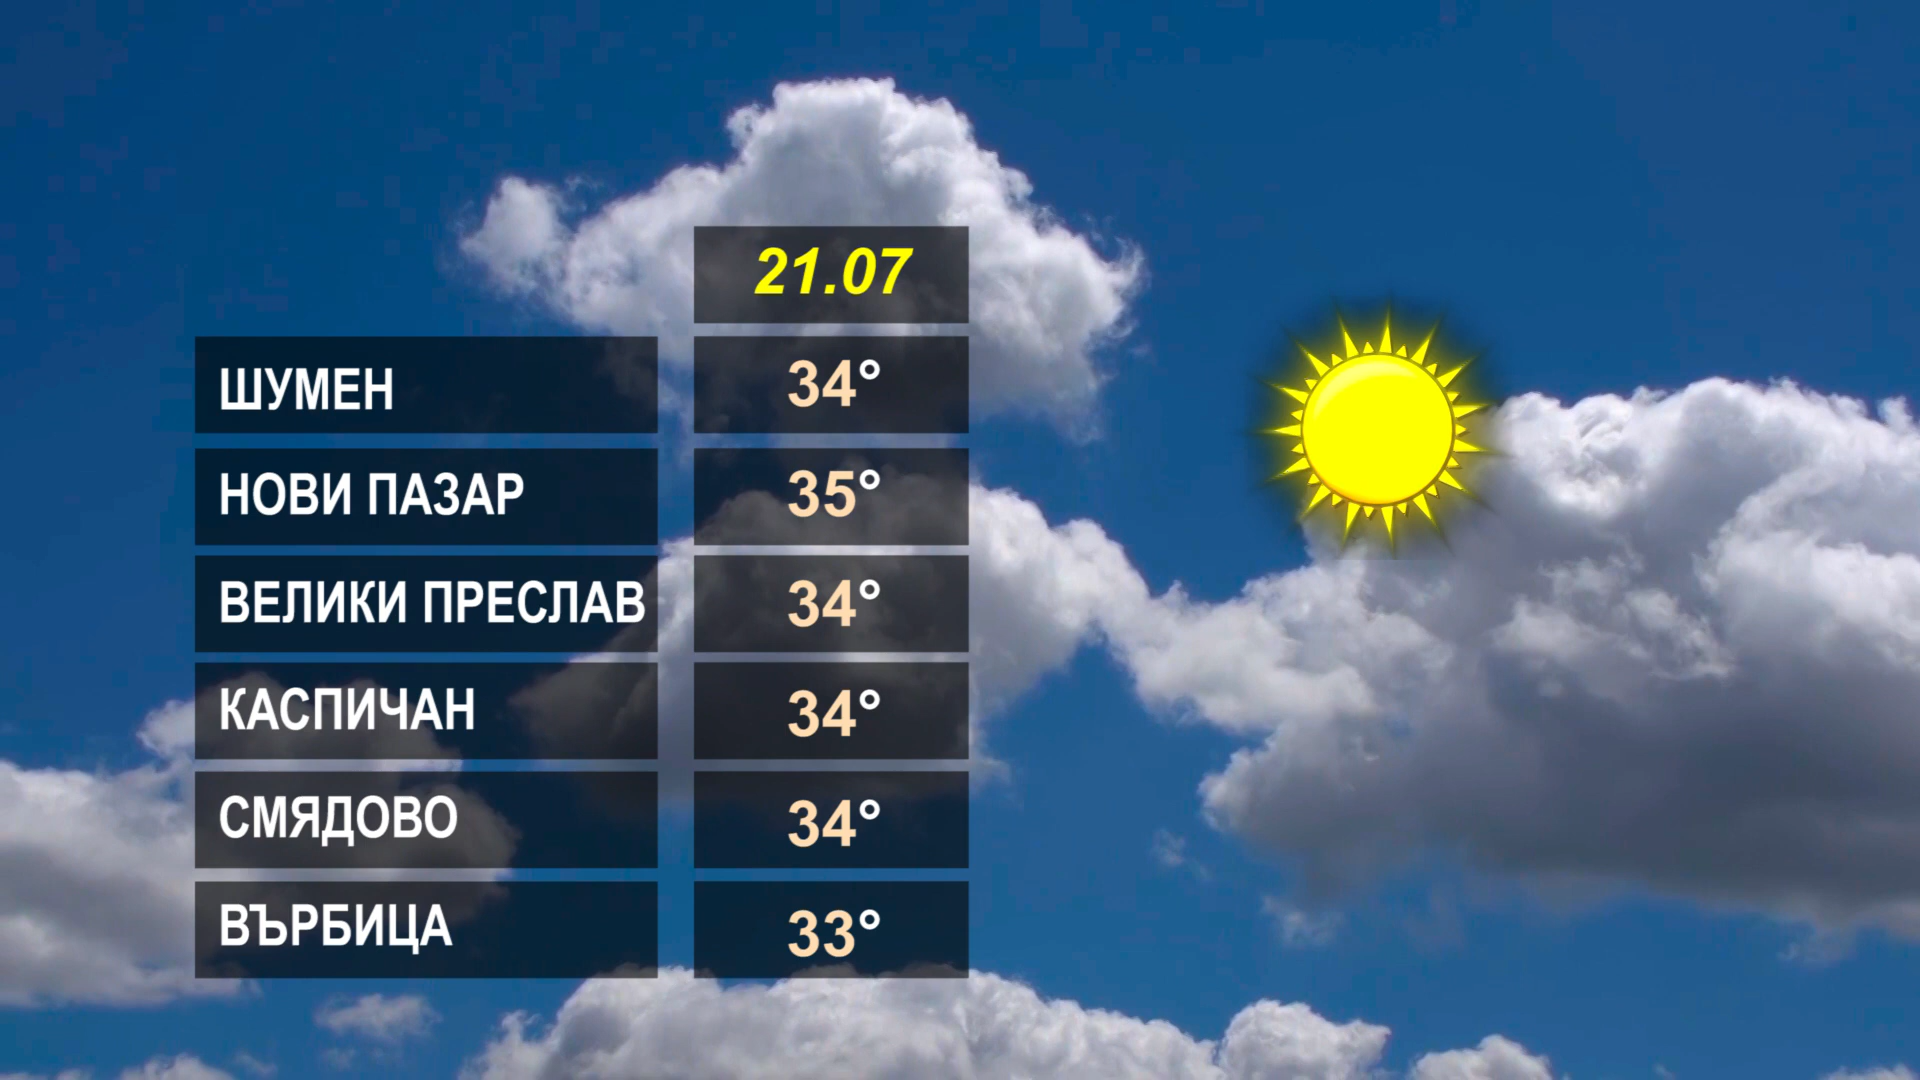 21.07
ШУМЕН 34°
НОВИ ПАЗАР 35°
ВЕЛИКИ ПРЕСЛАВ 34°
КАСПИЧАН 34°
СМЯДОВО 34°
ВЪРБИЦА 33°